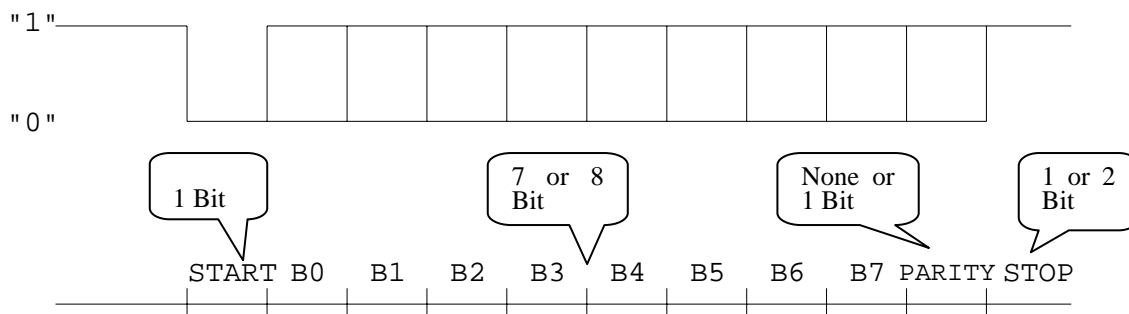 "1"
"0"
1 Bit
7 or 8
Bit
None or
1 Bit
1 or 2
Bit
START B0 B1 B2 B3 B4 B5 B6 B7 PARITY STOP